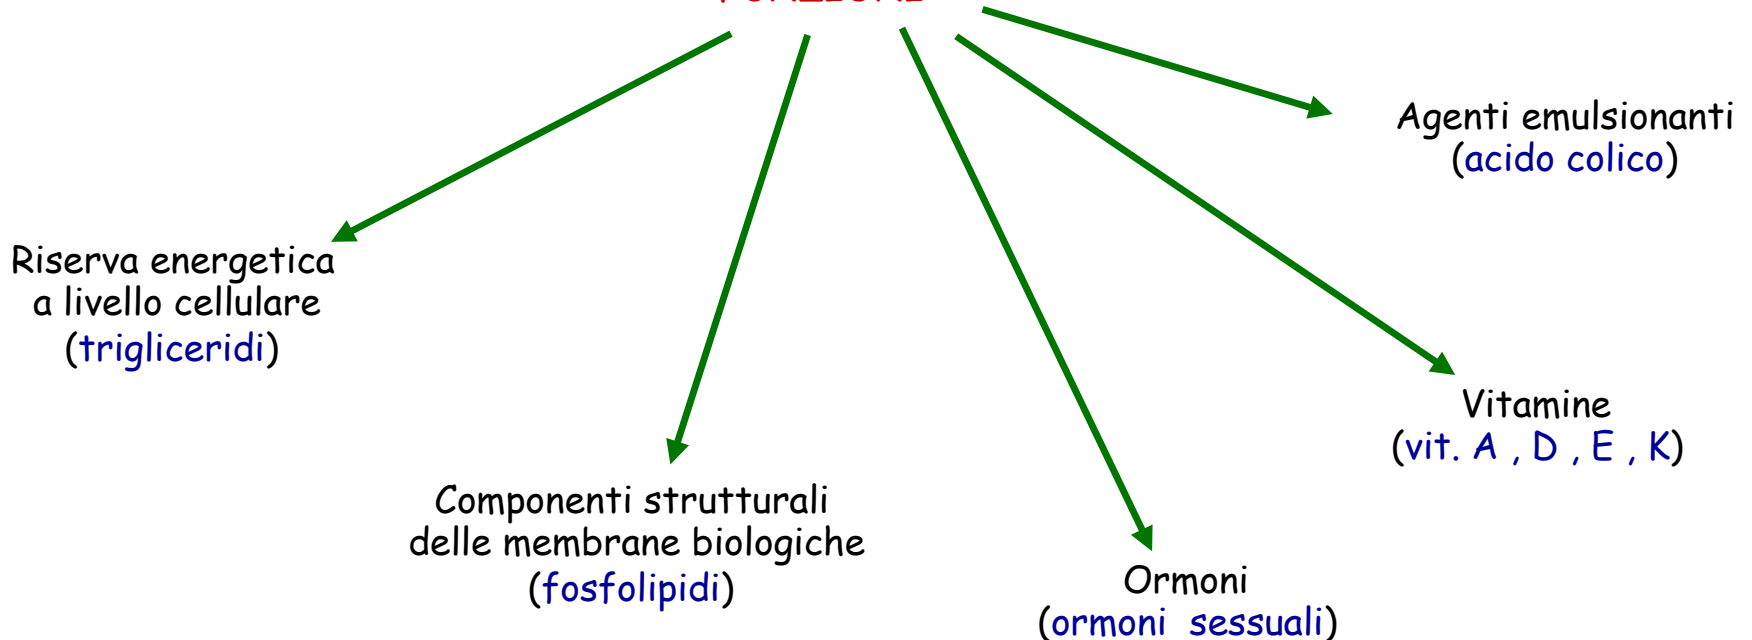 FUNZIONI
Agenti emulsionanti
(acido colico)
Riserva energetica
a livello cellulare
(trigliceridi)
Vitamine
(vit. A , D , E , K)
Componenti strutturali
delle membrane biologiche
(fosfolipidi)
Ormoni
(ormoni sessuali)